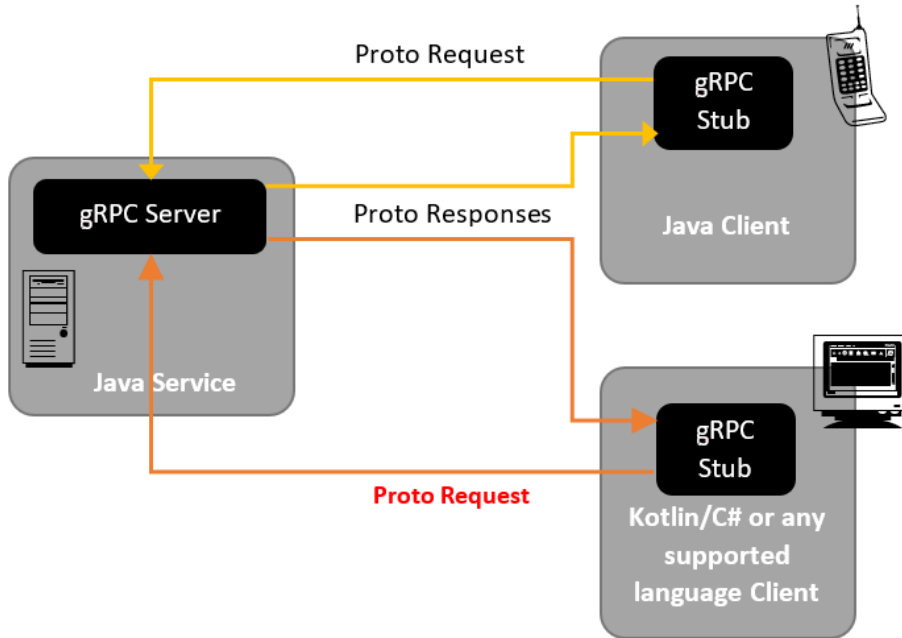 Proto Request
gRPC
Stub
Java Client
gRPC Server
Java Service
Proto Responses
gRPC
Stub
Proto Request
Kotlin/C# or any
supported
language Client